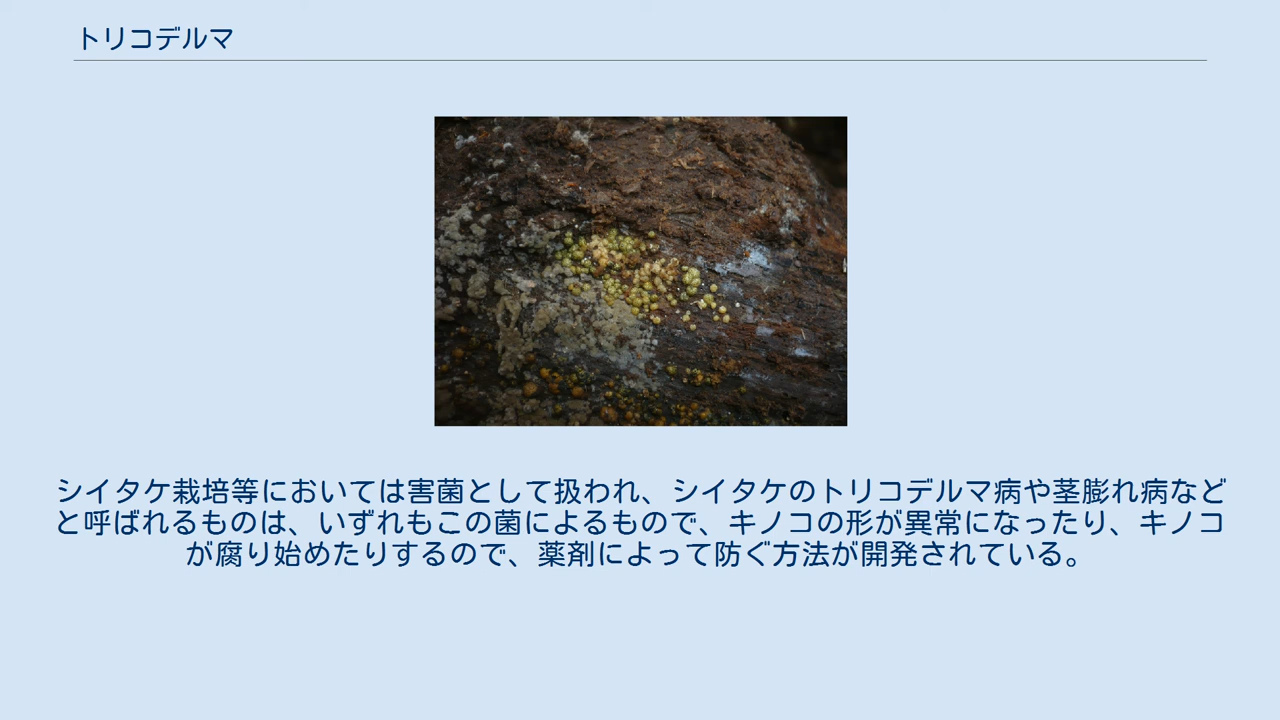 トリコデルマ
シイタケ栽培等においては害菌として扱われ、シイタケのトリコデルマ病や茎膨れ病など
と呼ばれるものは、いずれもこの菌によるもので、キノコの形が異常になったり、キノコ
が腐り始めたりするので、薬剤によって防ぐ方法が開発されている。